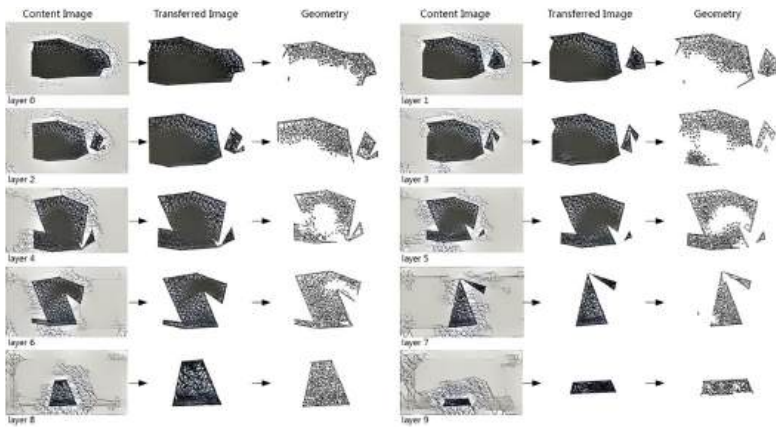 Content Image Transferred Image Geometry Content Image Transferred Image Geometry
layer 0 layer 1
layer 2 layer 3
layer 4 layer 5
layer 6 layer 7
layer 8 layer 9